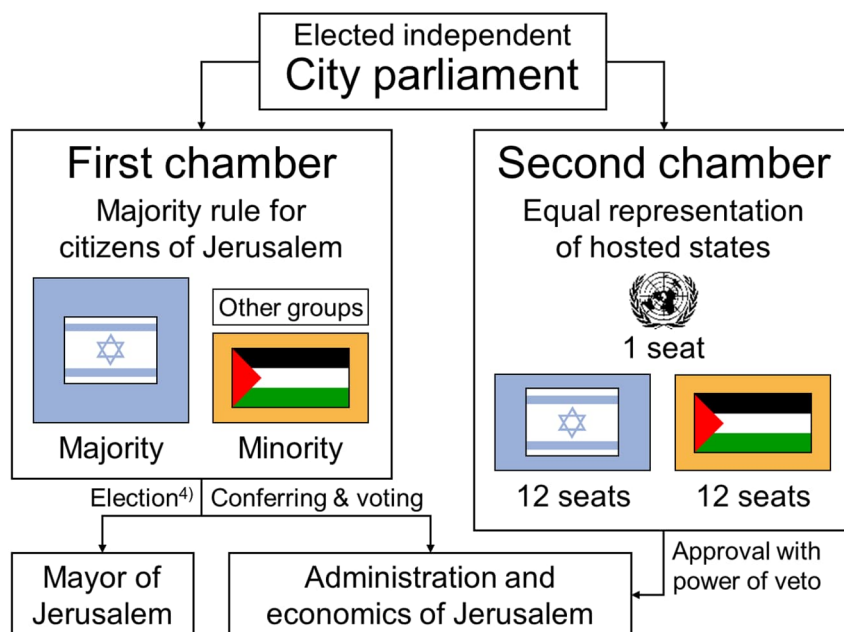 Elected independent
City parliament
First chamber
Majority rule for
citizens of Jerusalem
Other groups
Majority
Minority
Second chamber
Equal representation
of hosted states
1 seat
12 seats
12 seats
Election4)
Conferring & voting
Approval with
power of veto
Mayor of
Jerusalem
Administration and
economics of Jerusalem